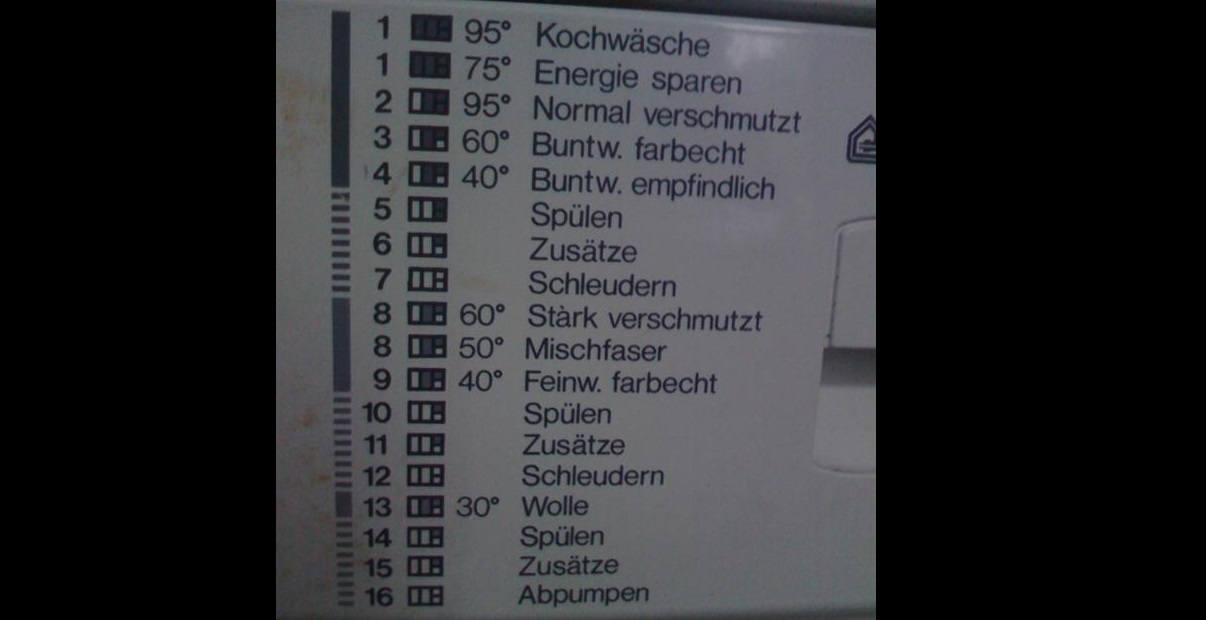 1 95° Kochwäsche
1 75° Energie sparen
2 95° Normal verschmutzt
3 60° Buntw. farbecht
4 40° Buntw. empfindlich
5 Spülen
6 Zusätze
7 Schleudern
8 60° Stark verschmutzt
8 50° Mischfaser
9 40° Feinw. farbecht
10 Spülen
11 Zusätze
12 Schleudern
13 30° Wolle
14 Spülen
15 Zusätze
16 Abpumpen